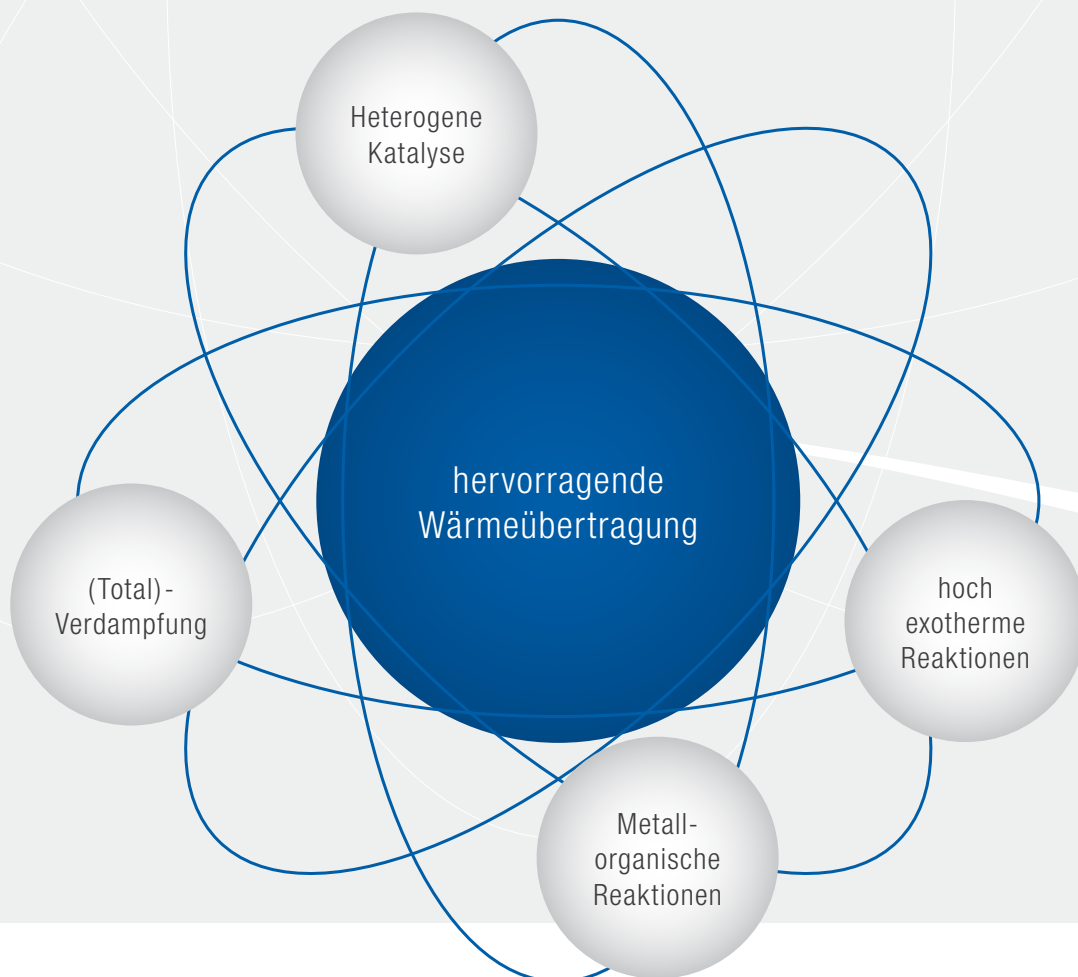 Heterogene
Katalyse
hervorragende
Wärmeübertragung
(Total)-
Verdampfung
hoch
exotherme
Reaktionen
Metall-
organische
Reaktionen